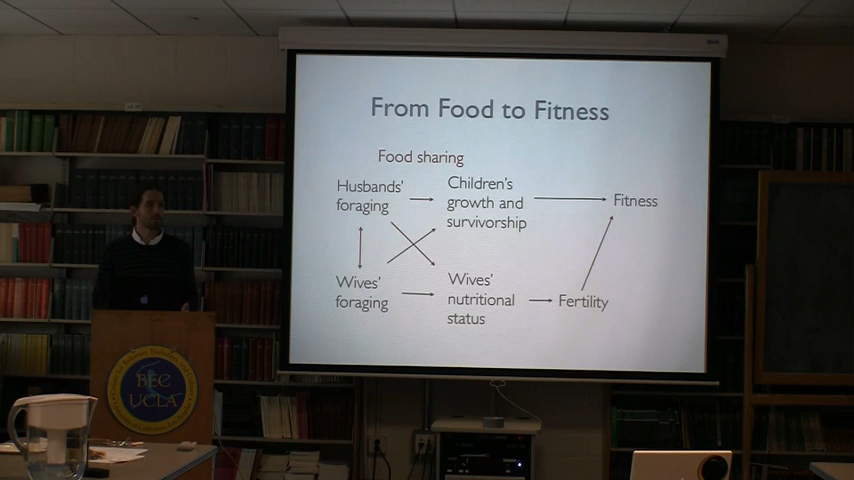 From Food to Fitness
Food sharing
Husbands'
foraging
Children's
growth and
survivorship
Fitness
Wives'
foraging
Wives'
nutritional
status
Fertility
BEC
UCLA